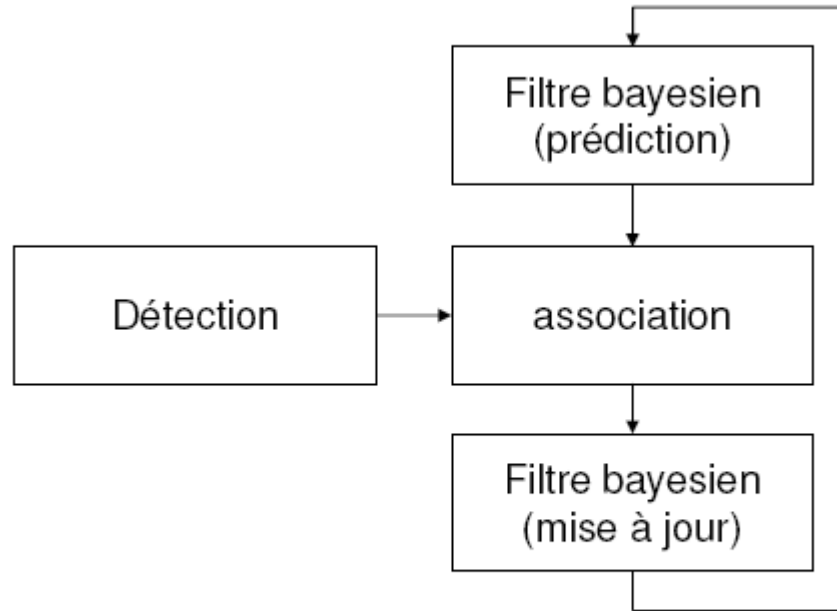 Filtre bayesien
(prédiction)
Détection
association
Filtre bayesien
(mise à jour)